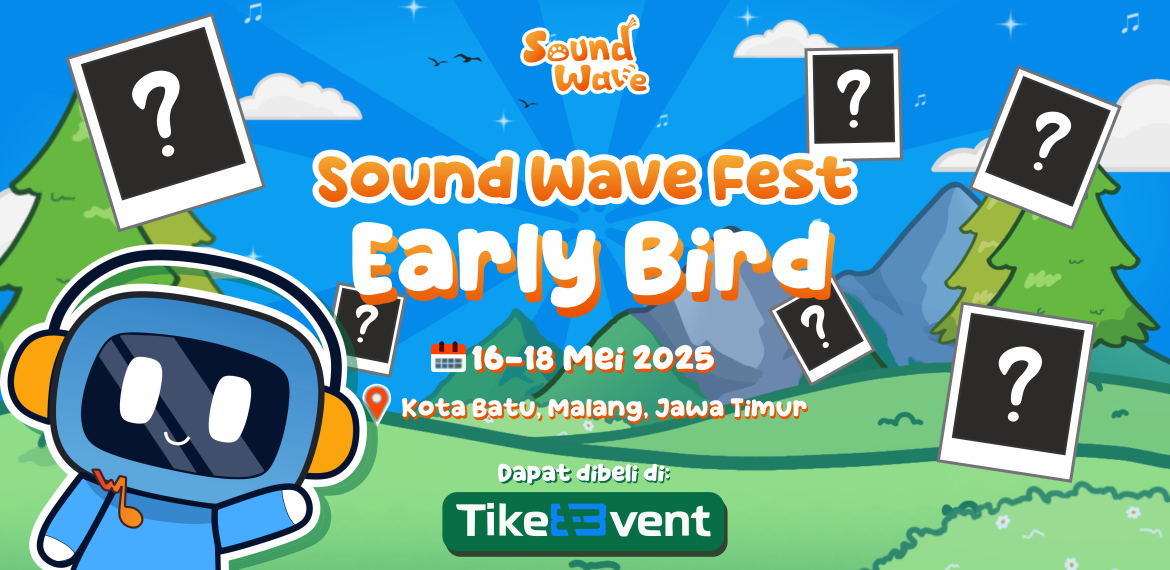 Sound
Wave
Sound Wave Fest
Early Bird
16-18 Mei 2025
Kota Batu, Malang, Jawa Timur
Dapat dibeli di:
TikeEvent
?
?
?
?
?
?